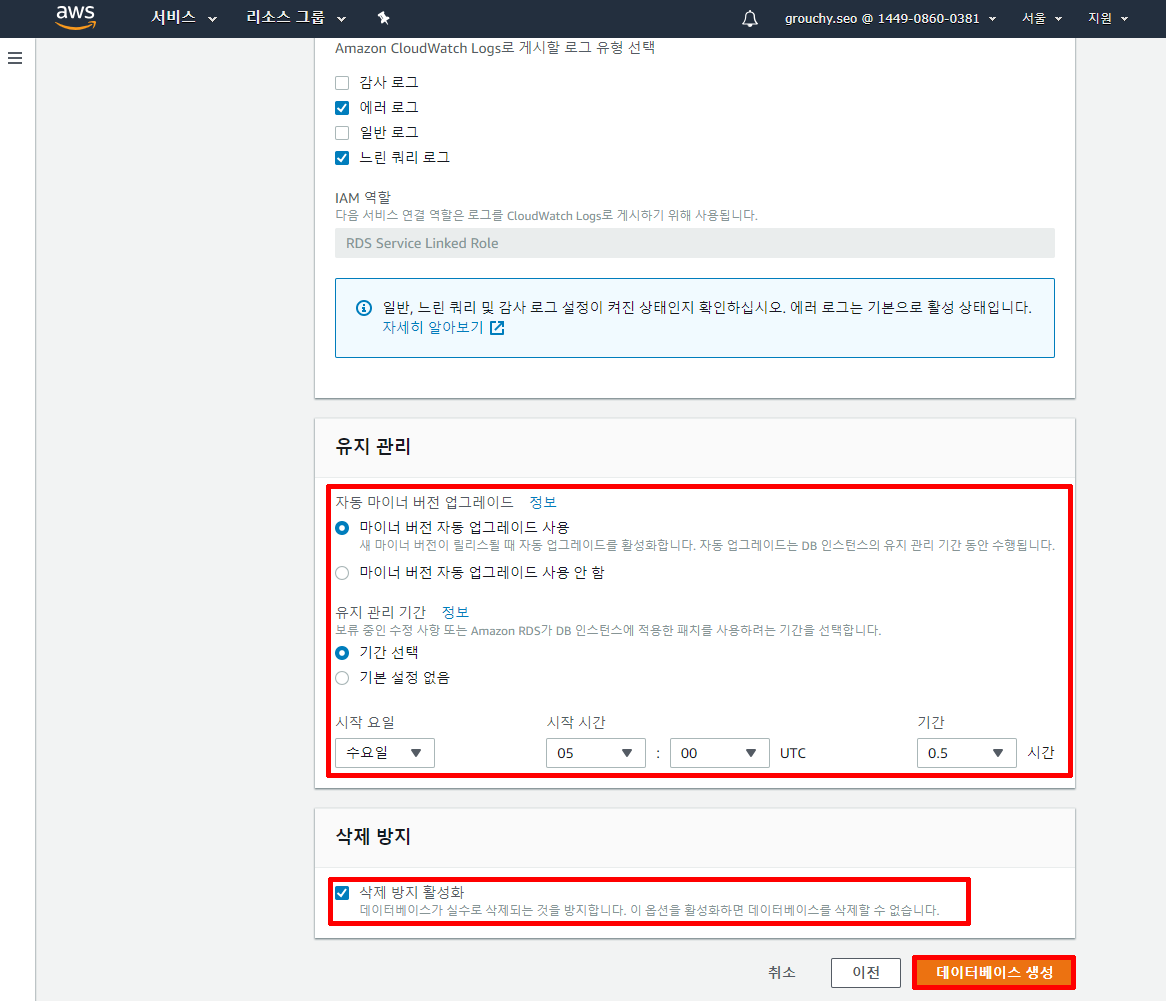 aws 서비스 리소스 그룹 grouchy.seo @ 1449-0860-0381 서울 지원
Amazon CloudWatch Logs로 게시할 로그 유형 선택
감사 로그
에러 로그
일반 로그
느린 쿼리 로그
IAM 역할
다음 서비스 연결 역할은 로그를 CloudWatch Logs로 게시하기 위해 사용됩니다.
RDS Service Linked Role
일반, 느린 쿼리 및 감사 로그 설정이 켜진 상태인지 확인하십시오. 에러 로그는 기본으로 활성 상태입니다.
자세히 알아보기
유지 관리
자동 마이너 버전 업그레이드 정보
마이너 버전 자동 업그레이드 사용
새 마이너 버전이 릴리스될 때 자동 업그레이드를 활성화합니다. 자동 업그레이드는 DB 인스턴스의 유지 관리 기간 동안 수행됩니다.
마이너 버전 자동 업그레이드 사용 안 함
유지 관리 기간 정보
보류 중인 수정 사항 또는 Amazon RDS가 DB 인스턴스에 적용한 패치를 사용하려는 기간을 선택합니다.
기간 선택
기본 설정 없음
시작 요일 시작 시간 기간
수요일 05 : 00 UTC 0.5 시간
삭제 방지
삭제 방지 활성화
데이터베이스가 실수로 삭제되는 것을 방지합니다. 이 옵션을 활성화하면 데이터베이스를 삭제할 수 없습니다.
취소 이전 데이터베이스 생성